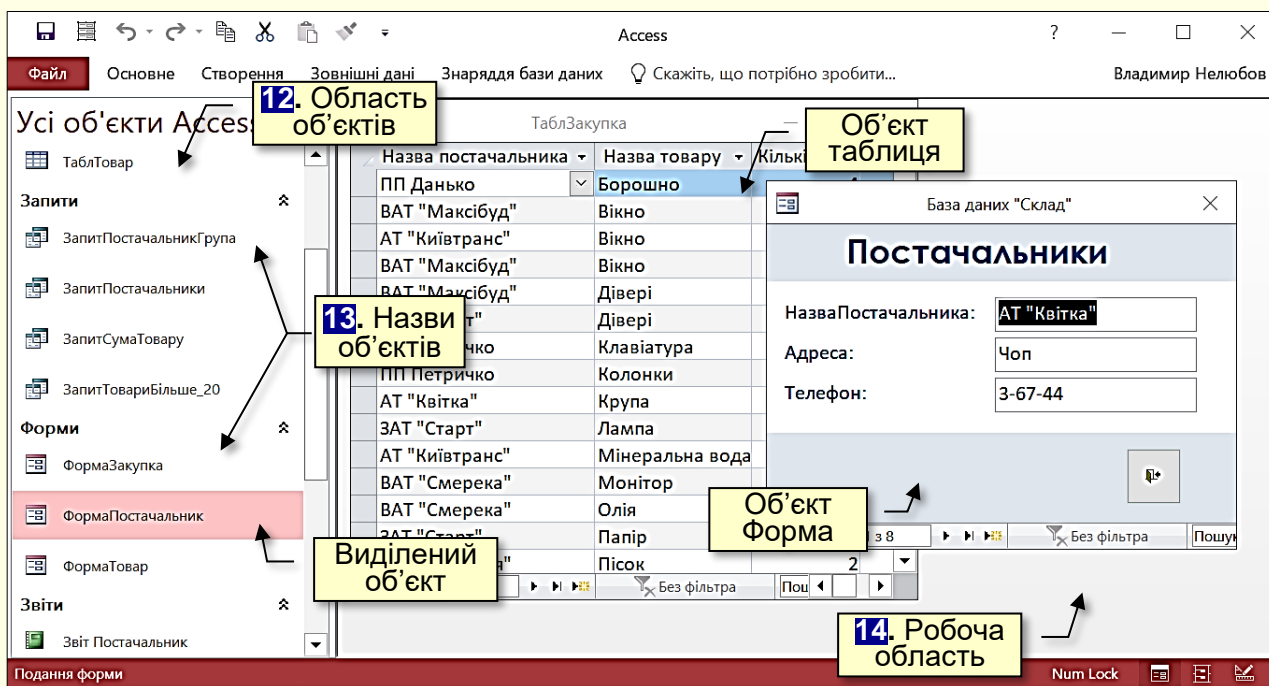 Access
?
Файл Основне Створення Зовнішні дані Знаряддя бази даних Скажіть, що потрібно зробити... Владимир Нелюбов
12. Область об'єктів
Усі об'єкти Access
ТаблТовар
Запити
ЗапитПостачальникГрупа
ЗапитПостачальники
ЗапитСумаТовару
ЗапитТовариБільше_20
Форми
ФормаЗакупка
ФормаПостачальник
ФормаТовар
Звіти
Звіт Постачальник
13. Назви
об'єктів
Виділений
об'єкт
ТаблЗакупка
Об'єкт
таблиця
Назва постачальника Назва товару
ПП Данько Борошно
ВАТ "Максібуд" Вікно
АТ "Київтранс" Вікно
ВАТ "Максібуд" Вікно
ВАТ "Максібуд" Двері
Двері
Клавіатура
ПП Петричко Колонки
АТ "Квітка" Крупа
ЗАТ "Старт" Лампа
АТ "Київтранс" Мінеральна вода
ВАТ "Смерека" Монітор
ВАТ "Смерека" Олія
ЗАТ "Старт" Папір
Пісок 2
Без фільтра
База даних "Склад"
Постачальники
НазваПостачальника: АТ "Квітка"
Адреса: Чоп
Телефон: 3-67-44
Об'єкт
Форма
з 8 Без фільтра
14. Робоча
область
Подання форми Num Lock